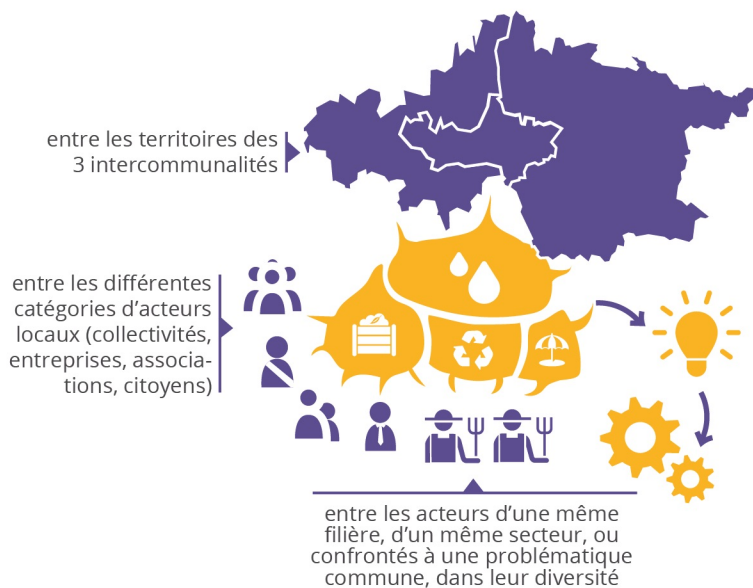 entre les territoires des
3 intercommunalités
entre les différentes
catégories d’acteurs
locaux (collectivités,
entreprises, associa-
tions, citoyens)
entre les acteurs d’une même
filière, d’un même secteur, ou
confrontés à une problématique
commune, dans leur diversité